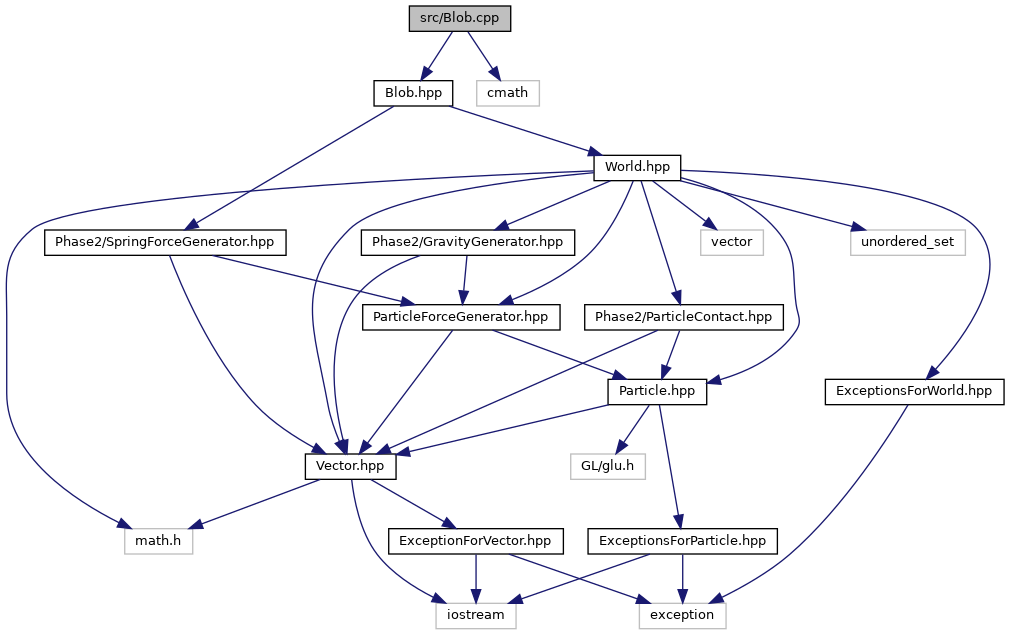 src/Blob.cpp
Blob.hpp
cmath
World.hpp
Phase2/SpringForceGenerator.hpp
Phase2/GravityGenerator.hpp
vector
unordered_set
ParticleForceGenerator.hpp
Phase2/ParticleContact.hpp
Particle.hpp
ExceptionsForWorld.hpp
Vector.hpp
GL/glu.h
math.h
ExceptionForVector.hpp
ExceptionsForParticle.hpp
iostream
exception